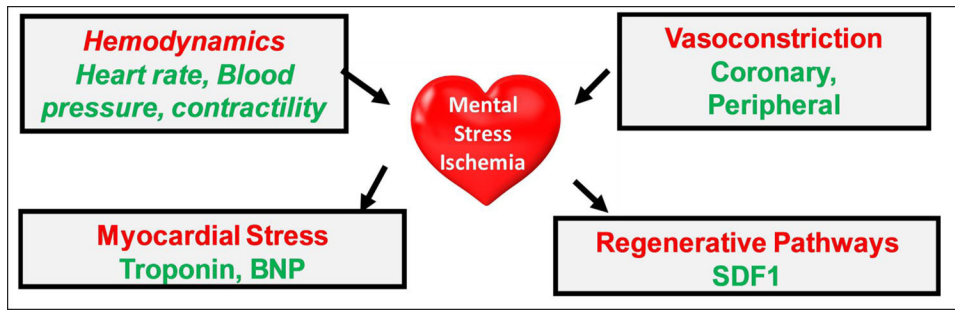 Hemodynamics
Heart rate, Blood
pressure, contractility
Vasoconstriction
Coronary,
Peripheral
Mental
Stress
Ischemia
Myocardial Stress
Troponin, BNP
Regenerative Pathways
SDF1